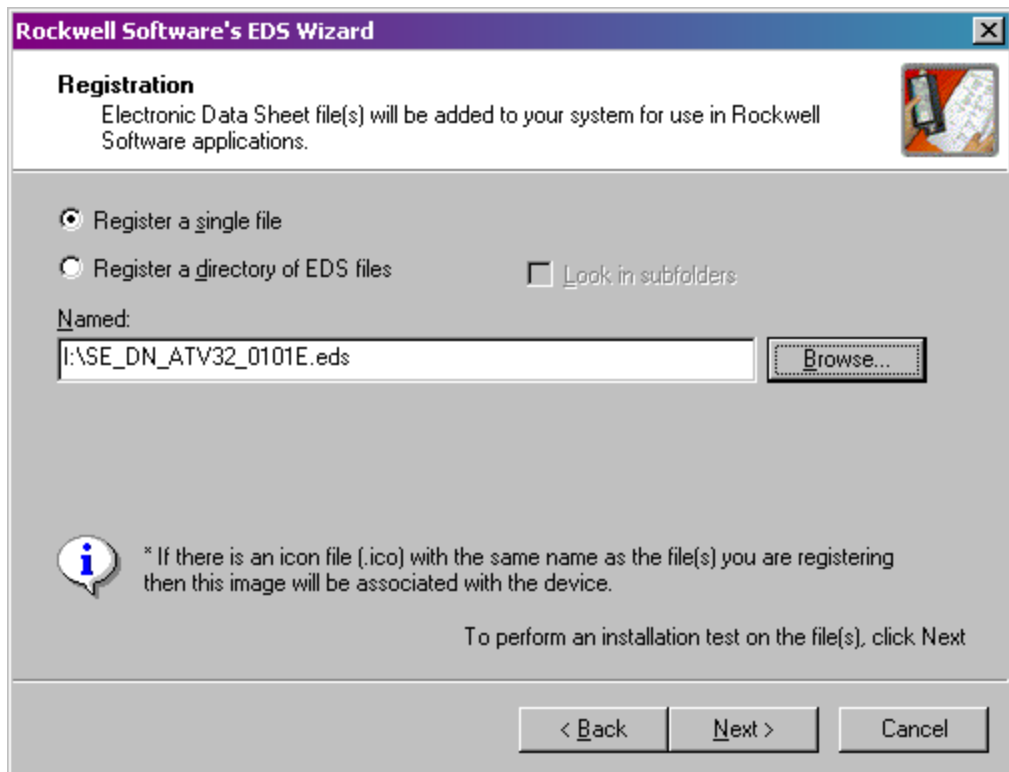 Rockwell Software's EDS Wizard
Registration
Electronic Data Sheet file(s) will be added to your system for use in Rockwell
Software applications.
Register a single file
Register a directory of EDS files
Look in subfolders
Named:
I:\SE_DN_ATV32_0101E.eds
Browse...
* If there is an icon file (.ico) with the same name as the file(s) you are registering
then this image will be associated with the device.
To perform an installation test on the file(s), click Next
< Back
Next >
Cancel